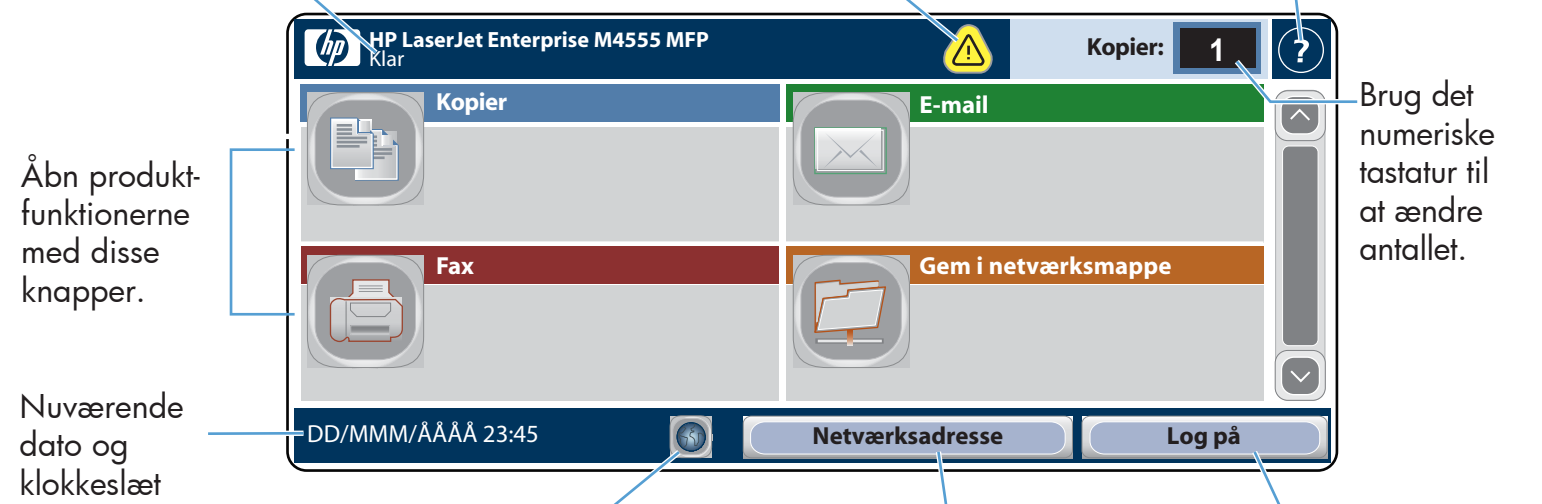 hp
HP LaserJet Enterprise M4555 MFP
Klar
Kopier:
1
?
Kopier
E-mail
Brug det
numeriske
tastatur til
at ændre
antallet.
Åbn produkt-
funktionerne
med disse
knapper.
Fax
Gem i netværksmappe
Nuværende
dato og
klokkeslæt
DD/MMM/ÅÅÅÅ 23:45
Netværksadresse
Log på